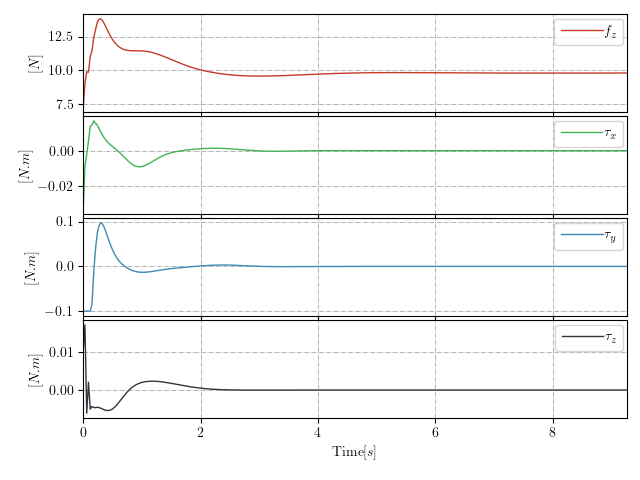 12.5
10.0
7.5
[N]
f_z
0.00
−0.02
[N.m]
τ_x
0.1
0.0
−0.1
[N.m]
τ_y
0.01
0.00
[N.m]
τ_z
0 2 4 6 8
Time[s]